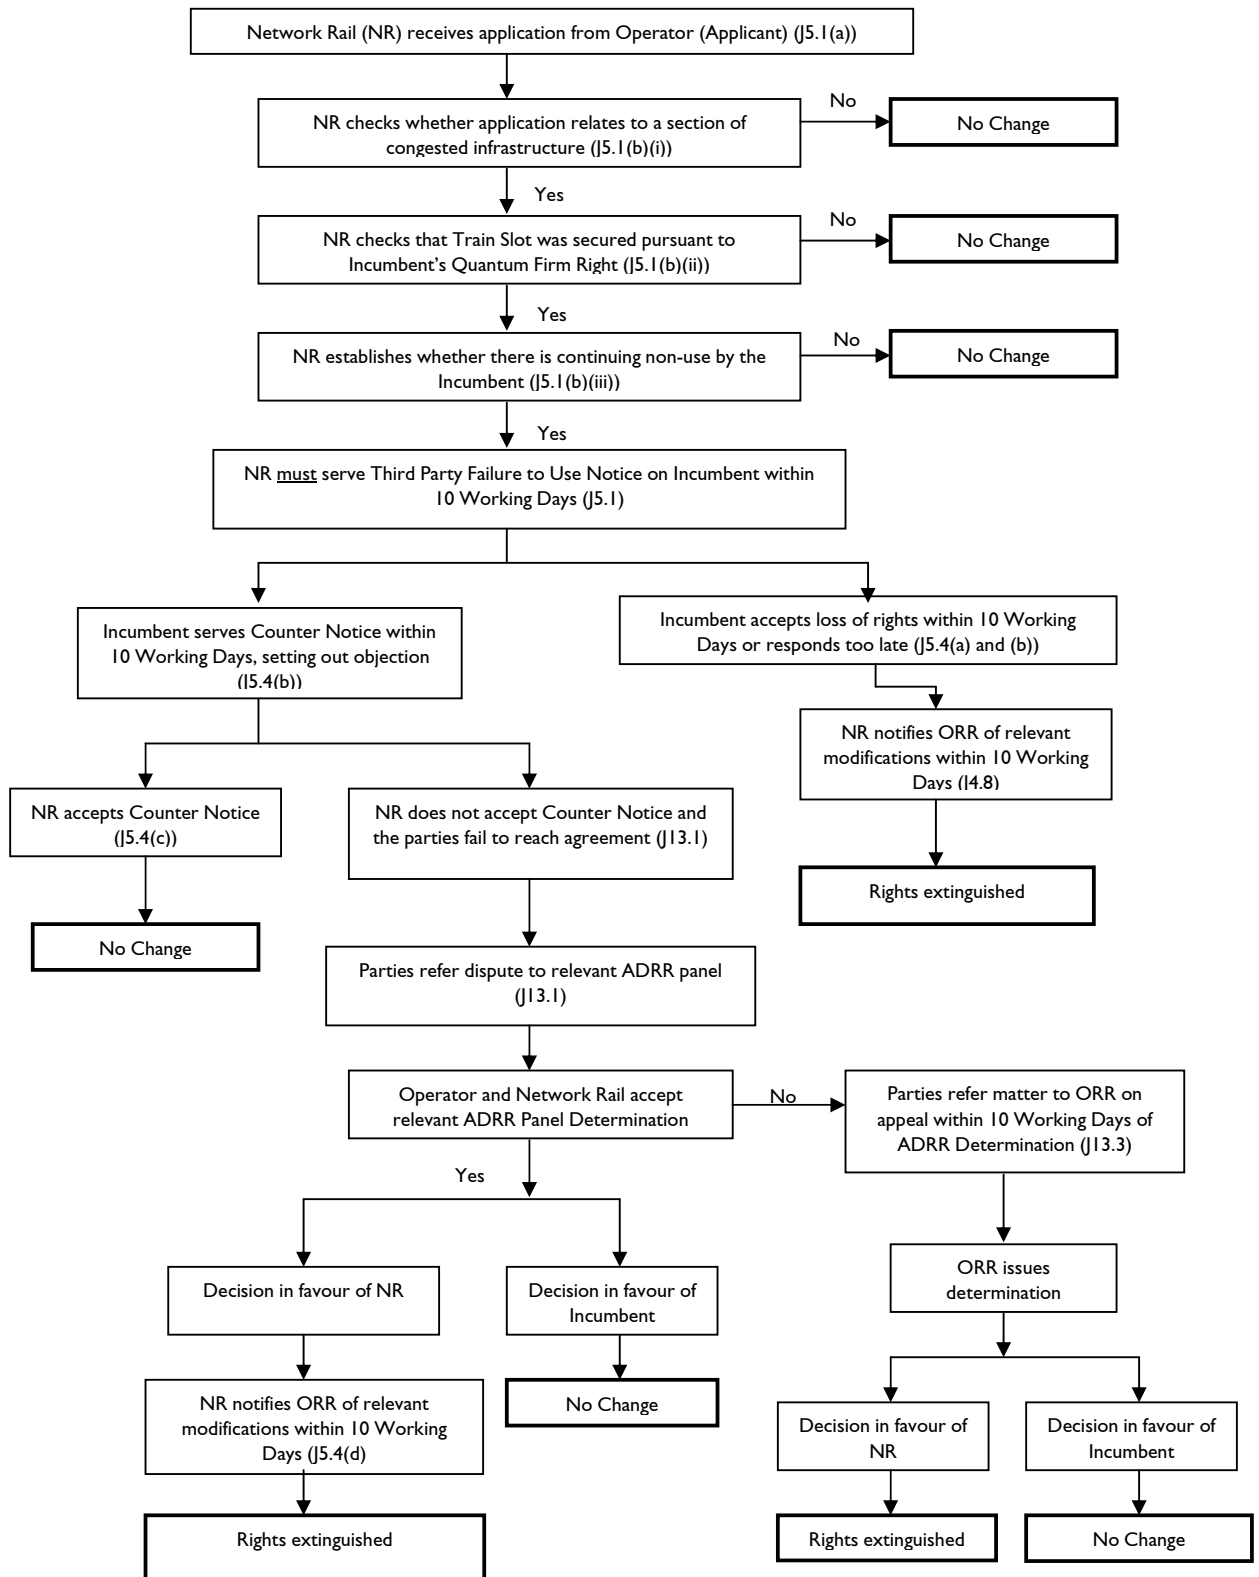 Network Rail (NR) receives application from Operator (Applicant) (J5.1(a))
NR checks whether application relates to a section of
congested infrastructure (J5.1(b)(i))
No
No Change
Yes
NR checks that Train Slot was secured pursuant to
Incumbent's Quantum Firm Right (J5.1(b)(ii))
No
No Change
Yes
NR establishes whether there is continuing non-use by the
Incumbent (J5.1(b)(iii))
No
No Change
Yes
NR must serve Third Party Failure to Use Notice on Incumbent within
10 Working Days (J5.1)
Incumbent serves Counter Notice within
10 Working Days, setting out objection
(J5.4(b))
Incumbent accepts loss of rights within 10 Working
Days or responds too late (J5.4(a) and (b))
NR notifies ORR of relevant
modifications within 10 Working
Days (J4.8)
Rights extinguished
NR accepts Counter Notice
(J5.4(c))
No Change
NR does not accept Counter Notice and
the parties fail to reach agreement (J13.1)
Parties refer dispute to relevant ADRR panel
(J13.1)
Operator and Network Rail accept
relevant ADRR Panel Determination
No
Parties refer matter to ORR on
appeal within 10 Working Days of
ADRR Determination (J13.3)
Yes
Decision in favour of NR
Decision in favour of
Incumbent
ORR issues
determination
NR notifies ORR of relevant
modifications within 10 Working
Days (J5.4(d)
No Change
Decision in favour of
NR
Decision in favour of
Incumbent
Rights extinguished
Rights extinguished
No Change